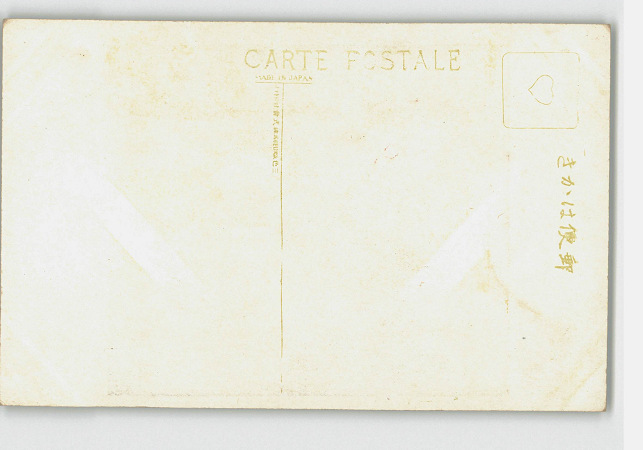 CARTE POSTALE
MADE IN JAPAN
きかは便郵